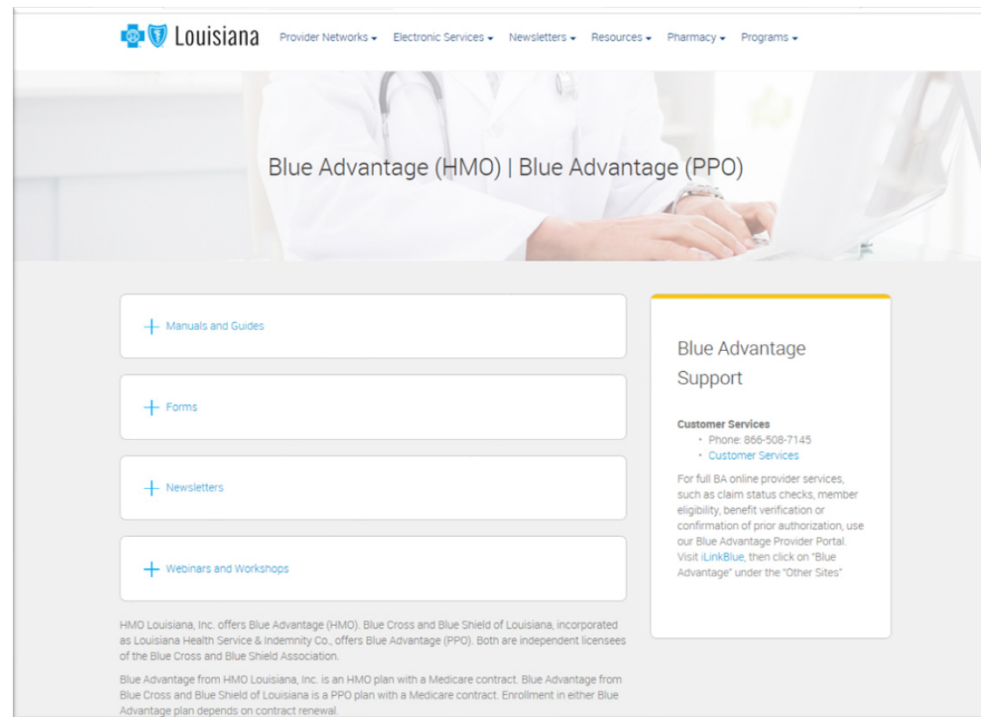 Louisiana
Provider Networks
Electronic Services
Newsletters
Resources
Pharmacy
Programs
Blue Advantage (HMO) | Blue Advantage (PPO)
Manuals and Guides
Forms
Newsletters
Webinars and Workshops
HMO Louisiana, Inc. offers Blue Advantage (HMO). Blue Cross and Blue Shield of Louisiana, incorporated
as Louisiana Health Service & Indemnity Co., offers Blue Advantage (PPO). Both are independent licensees
of the Blue Cross and Blue Shield Association.
Blue Advantage from HMO Louisiana, Inc. is an HMO plan with a Medicare contract. Blue Advantage from
Blue Cross and Blue Shield of Louisiana is a PPO plan with a Medicare contract. Enrollment in either Blue
Advantage plan depends on contract renewal.
Blue Advantage
Support
Customer Services
• Phone: 866-508-7145
• Customer Services
For full BA online provider services,
such as claim status checks, member
eligibility, benefit verification or
confirmation of prior authorization, use
our Blue Advantage Provider Portal.
Visit iLinkBlue, then click on "Blue
Advantage" under the "Other Sites"